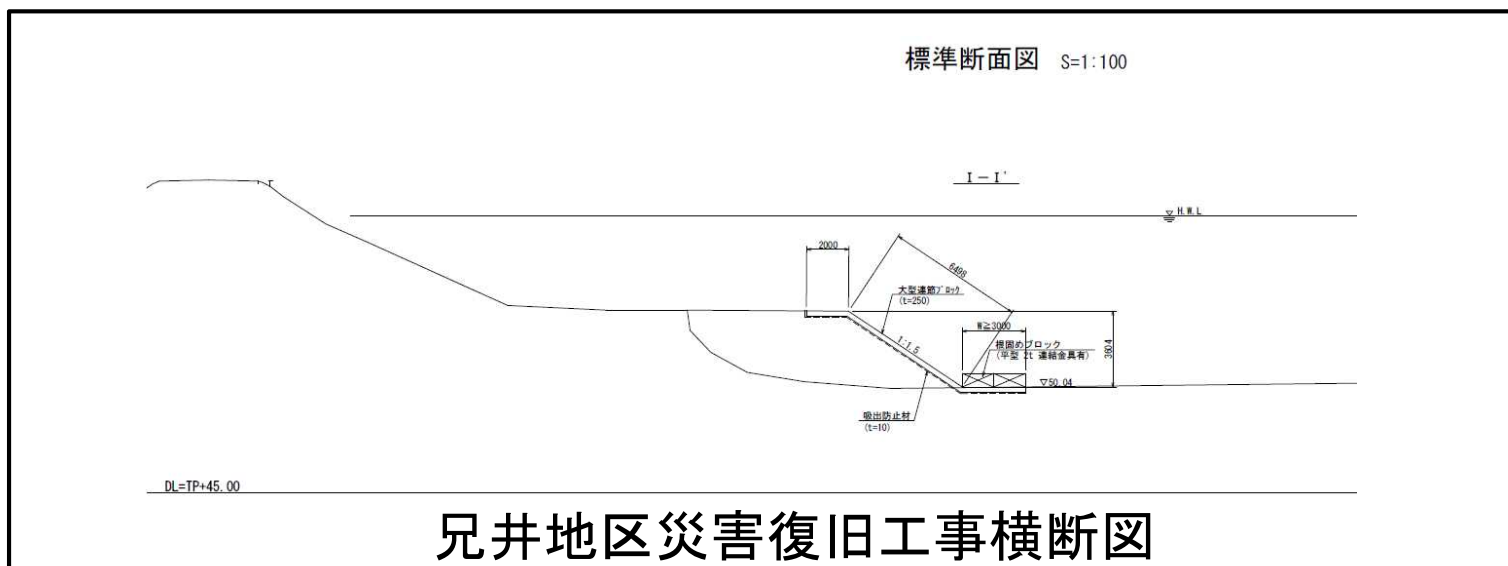 標準断面図 S=1:100
I-I'
H.W.L
2000
6498
大型連節ブロック
(t=250)
W≧3000
1:1.5
根固めブロック
(平型 2t 連結金具有)
3604
▽50.04
吸出防止材
(t=10)
DL=TP+45.00
兄井地区災害復旧工事横断図